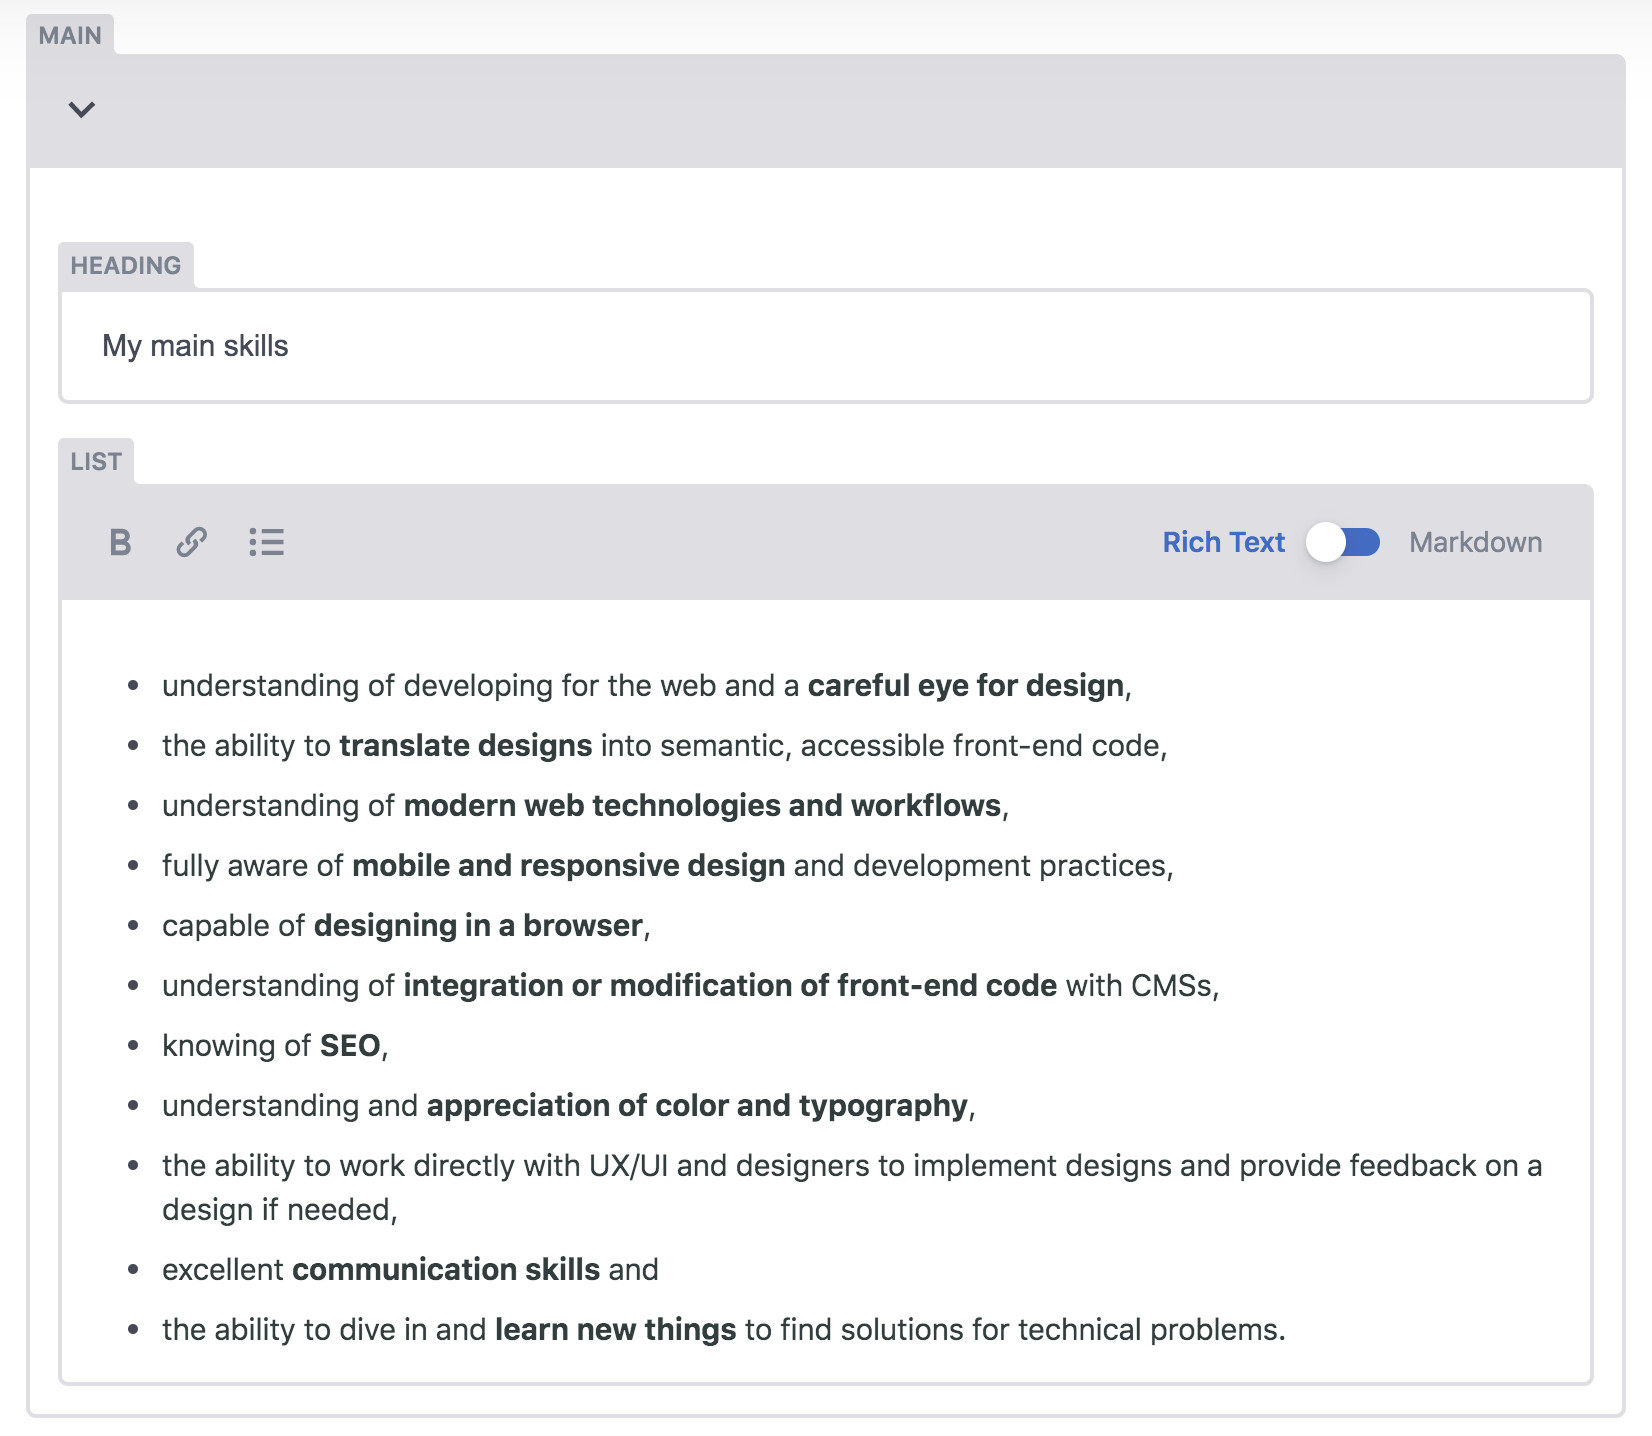 MAIN
HEADING
My main skills
LIST
B Rich Text Markdown
understanding of developing for the web and a careful eye for design,
the ability to translate designs into semantic, accessible front-end code,
understanding of modern web technologies and workflows,
fully aware of mobile and responsive design and development practices,
capable of designing in a browser,
understanding of integration or modification of front-end code with CMSs,
knowing of SEO,
understanding and appreciation of color and typography,
the ability to work directly with UX/UI and designers to implement designs and provide feedback on a
design if needed,
excellent communication skills and
the ability to dive in and learn new things to find solutions for technical problems.